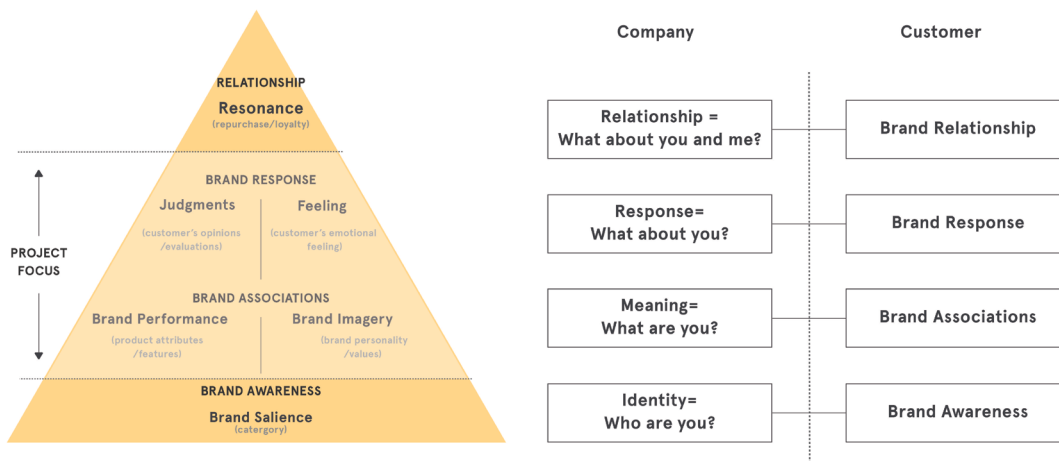 RELATIONSHIP
Resonance
(repurchase/loyalty)
PROJECT
FOCUS
BRAND RESPONSE
Judgments
(customer's opinions
/evaluations)
Feeling
(customer's emotional
feeling)
BRAND ASSOCIATIONS
Brand Performance
(product attributes
/features)
Brand Imagery
(brand personality
/values)
BRAND AWARENESS
Brand Salience
(catergory)
Company
Customer
Relationship =
What about you and me?
Brand Relationship
Response=
What about you?
Brand Response
Meaning=
What are you?
Brand Associations
Identity=
Who are you?
Brand Awareness